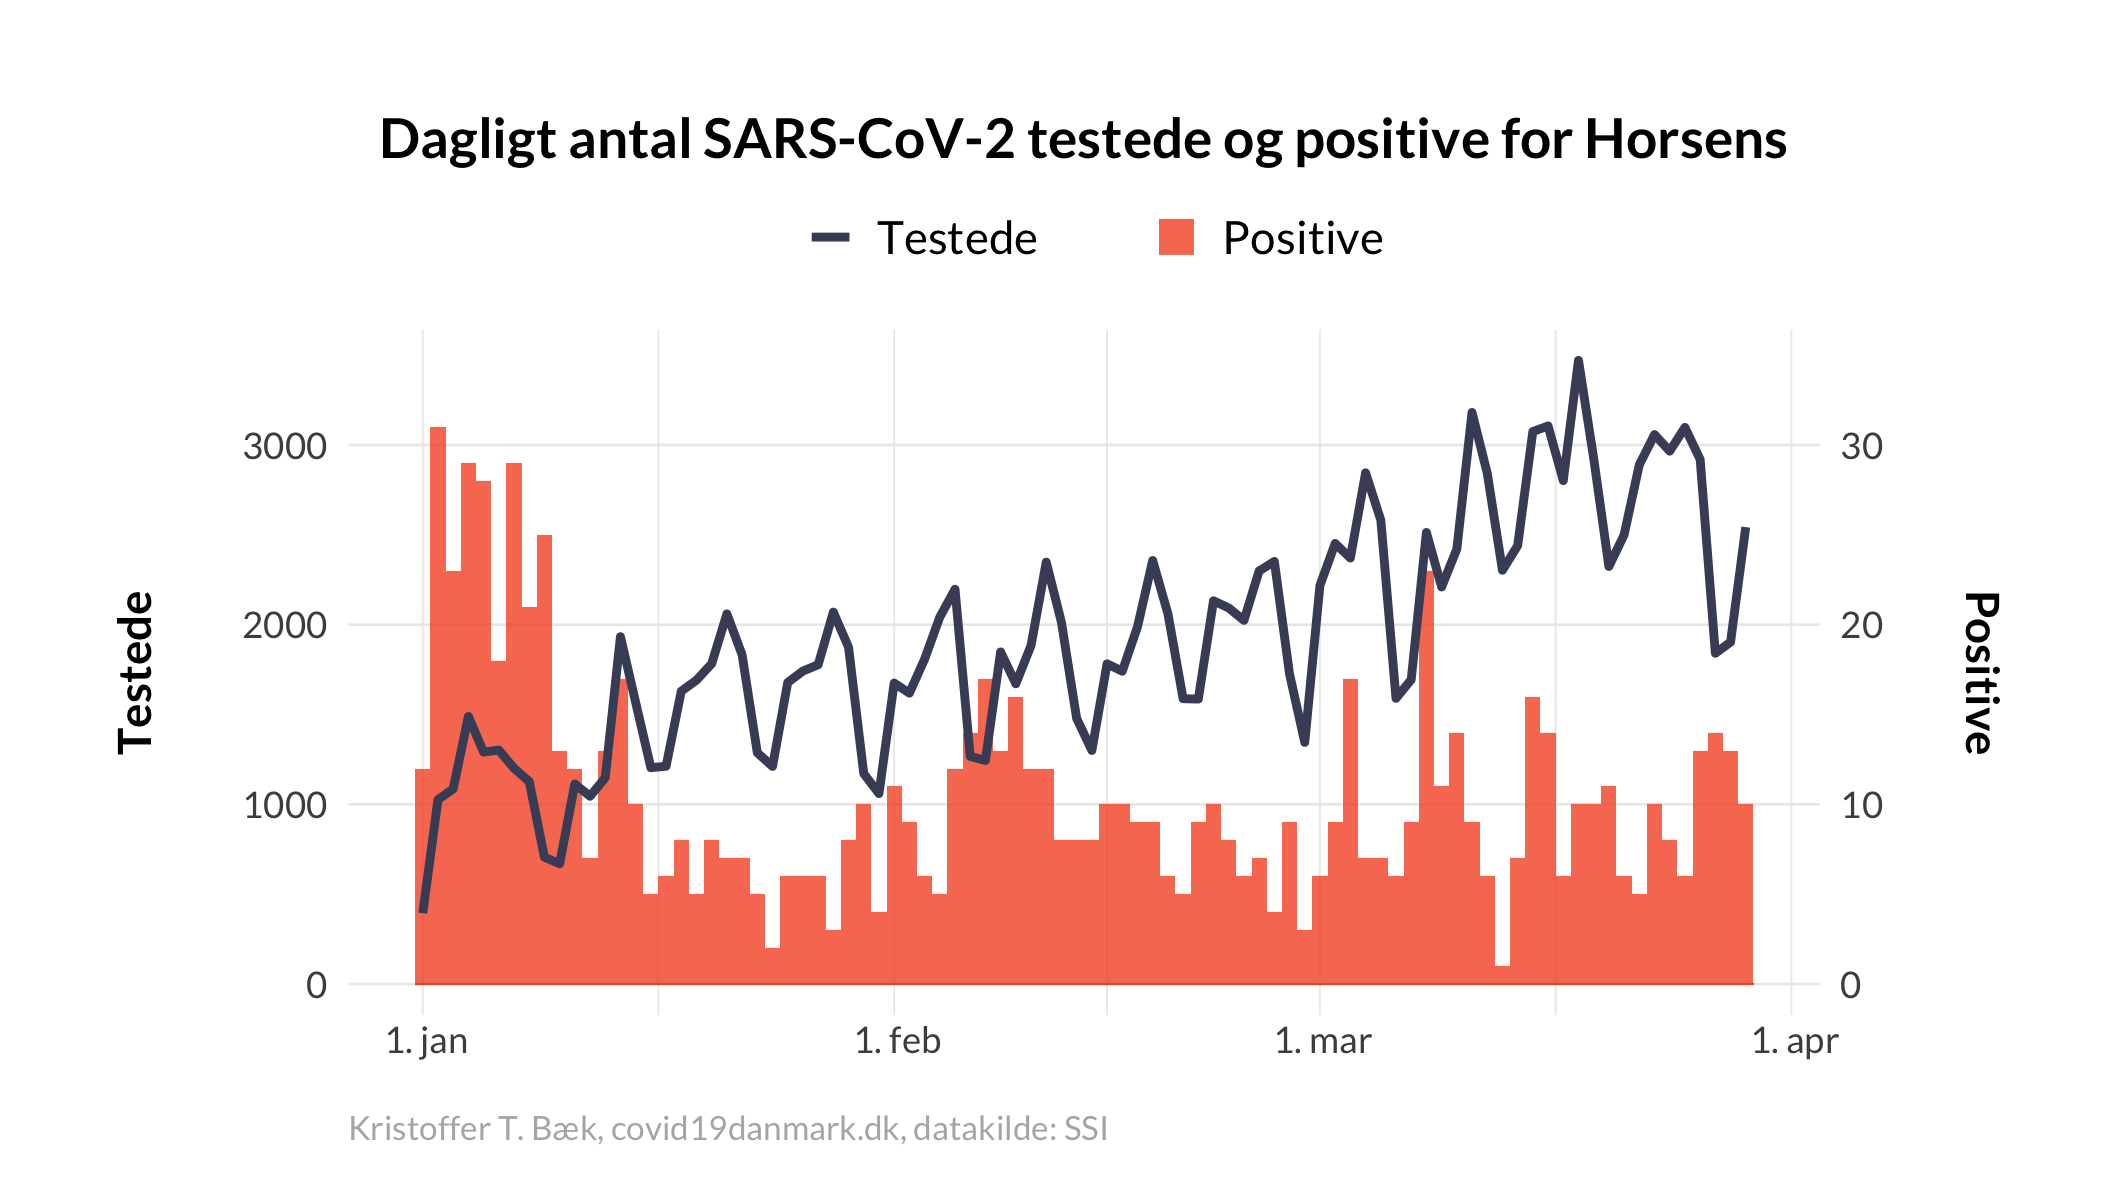 Dagligt antal SARS-CoV-2 testede og positive for Horsens
Testede Positive
3000 30
2000 20
1000 10
0 0
Testede
Positive
1. jan 1. feb 1. mar 1. apr
Kristoffer T. Bæk, covid19danmark.dk, datakilde: SSI